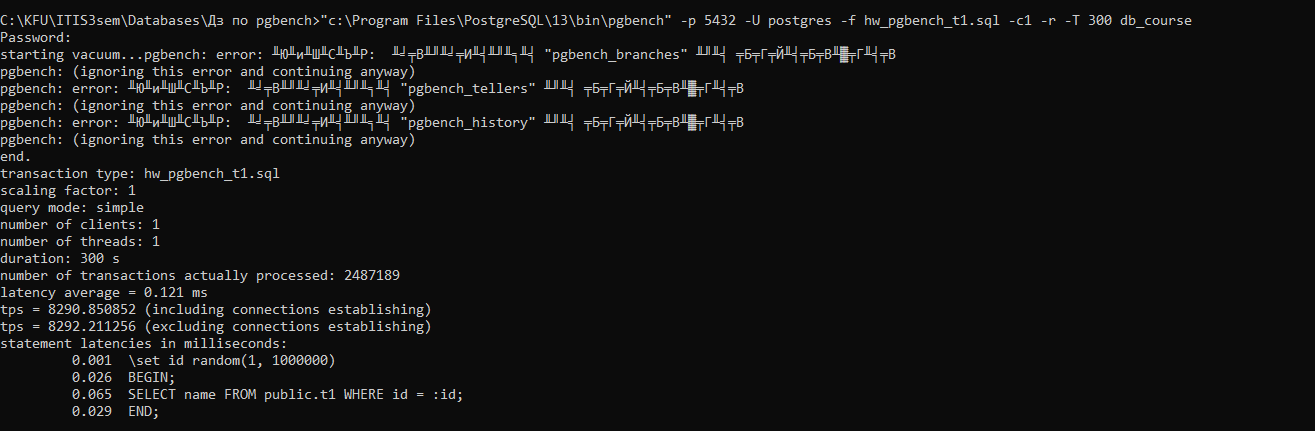 C:\KFU\ITIS3sem\Databases\Дз по pgbench>"c:\Program Files\PostgreSQL\13\bin\pgbench" -p 5432 -U postgres -f hw_pgbench_t1.sql -c1 -r -T 300 db_course
Password:
starting vacuum...pgbench: error: "pgbench_branches"
pgbench: (ignoring this error and continuing anyway)
pgbench: error: "pgbench_tellers"
pgbench: (ignoring this error and continuing anyway)
pgbench: error: "pgbench_history"
pgbench: (ignoring this error and continuing anyway)
end.
transaction type: hw_pgbench_t1.sql
scaling factor: 1
query mode: simple
number of clients: 1
number of threads: 1
duration: 300 s
number of transactions actually processed: 2487189
latency average = 0.121 ms
tps = 8290.850852 (including connections establishing)
tps = 8292.211256 (excluding connections establishing)
statement latencies in milliseconds:
0.001 \set id random(1, 1000000)
0.026 BEGIN;
0.065 SELECT name FROM public.t1 WHERE id = :id;
0.029 END;